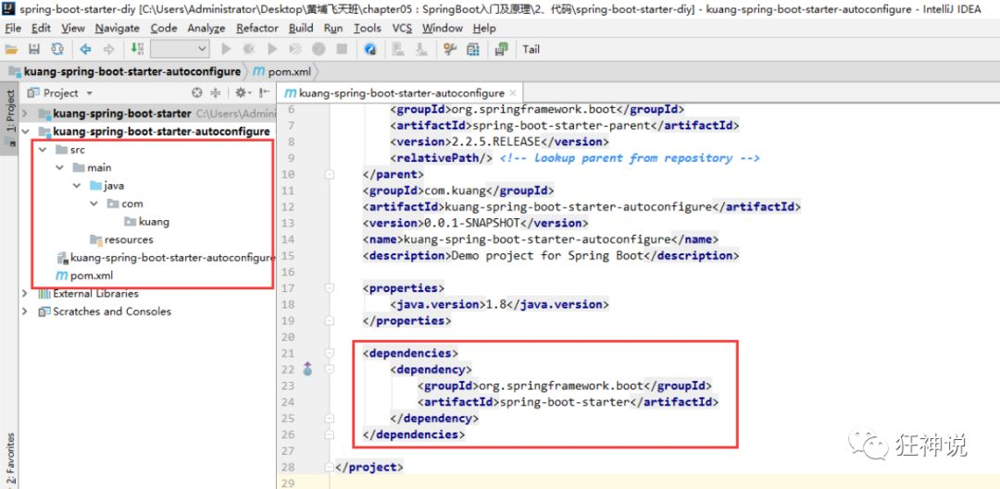 spring-boot-starter-diy [C:\Users\Administrator\Desktop\黄埔飞天班\chapter05：SpringBoot入门及原理\2、代码\spring-boot-starter-diy] - kuang-spring-boot-starter-autoconfigure - IntelliJ IDEA
File Edit View Navigate Code Analyze Refactor Build Run Tools VCS Window Help
Tail
kuang-spring-boot-starter-autoconfigure pom.xml
1: Project
Project
kuang-spring-boot-starter C:\Users\Admini
kuang-spring-boot-starter-autoconfigure
src
main
java
com
kuang
resources
kuang-spring-boot-starter-autoconfigure
pom.xml
External Libraries
Scratches and Consoles
2: Favorites
kuang-spring-boot-starter-autoconfigure
6 <groupId>org.springframework.boot</groupId>
7 <artifactId>spring-boot-starter-parent</artifactId>
8 <version>2.2.5.RELEASE</version>
9 <relativePath/> <!-- lookup parent from repository -->
10 </parent>
11 <groupId>com.kuang</groupId>
12 <artifactId>kuang-spring-boot-starter-autoconfigure</artifactId>
13 <version>0.0.1-SNAPSHOT</version>
14 <name>kuang-spring-boot-starter-autoconfigure</name>
15 <description>Demo project for Spring Boot</description>
16
17 <properties>
18 <java.version>1.8</java.version>
19 </properties>
20
21 <dependencies>
22 <dependency>
23 <groupId>org.springframework.boot</groupId>
24 <artifactId>spring-boot-starter</artifactId>
25 </dependency>
26 </dependencies>
27
28 </project>
29
狂神说